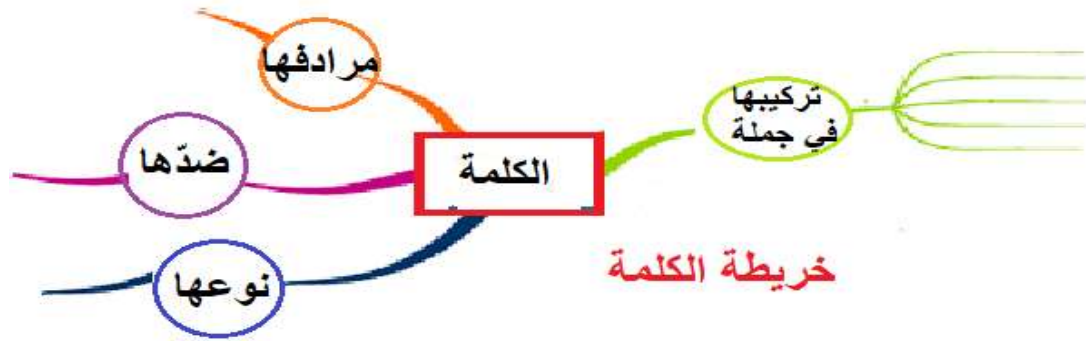 مرادفها
تركيبها
في جملة
ضدّها
الكلمة
نوعها
خريطة الكلمة